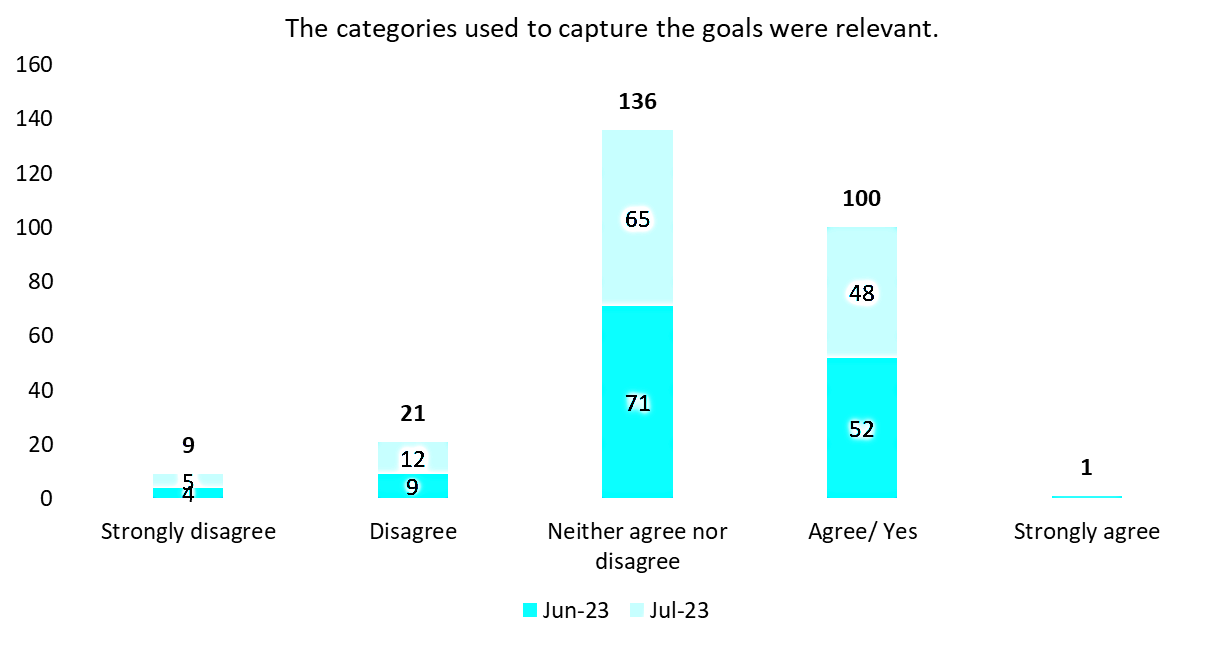 The categories used to capture the goals were relevant.
160
140
120
100
80
60
40
20
0
9
5
4
21
12
9
136
65
71
100
48
52
1
Strongly disagree
Disagree
Neither agree nor
disagree
Agree/ Yes
Strongly agree
Jun-23
Jul-23